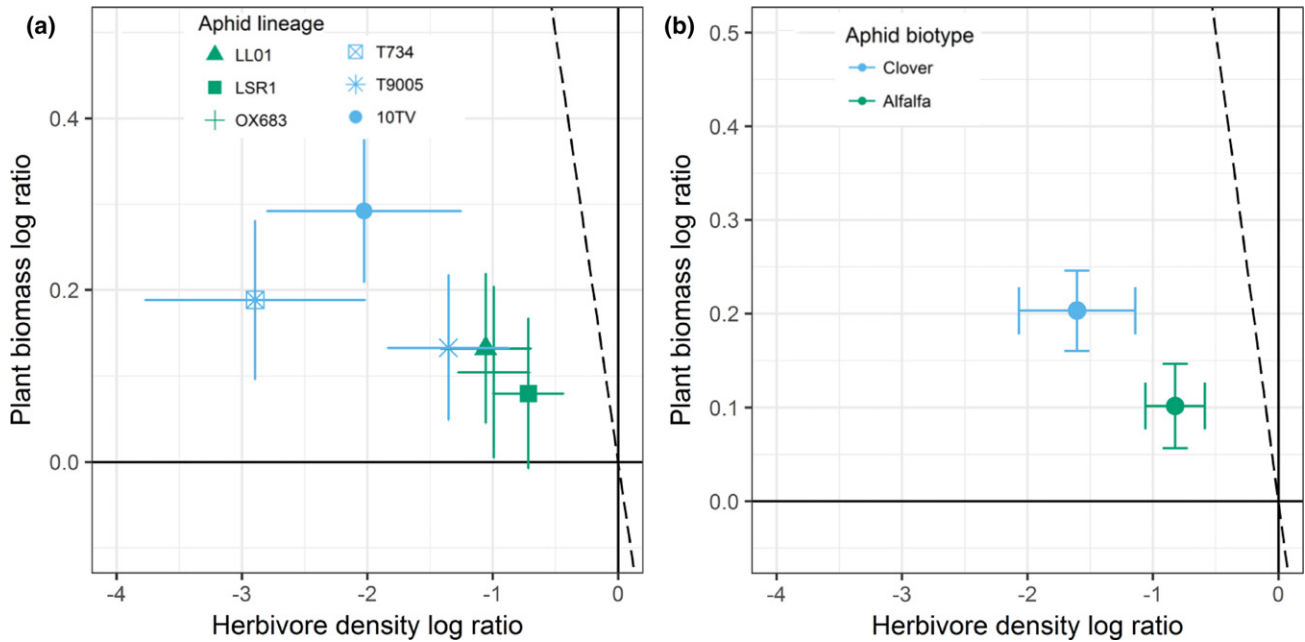 (a)
Aphid lineage
LL01
LSR1
OX683
T734
T9005
10TV
Plant biomass log ratio
0.4
0.2
0.0
-4 -3 -2 -1 0
Herbivore density log ratio
(b)
Aphid biotype
Clover
Alfalfa
Plant biomass log ratio
0.5
0.4
0.3
0.2
0.1
0.0
-4 -3 -2 -1 0
Herbivore density log ratio